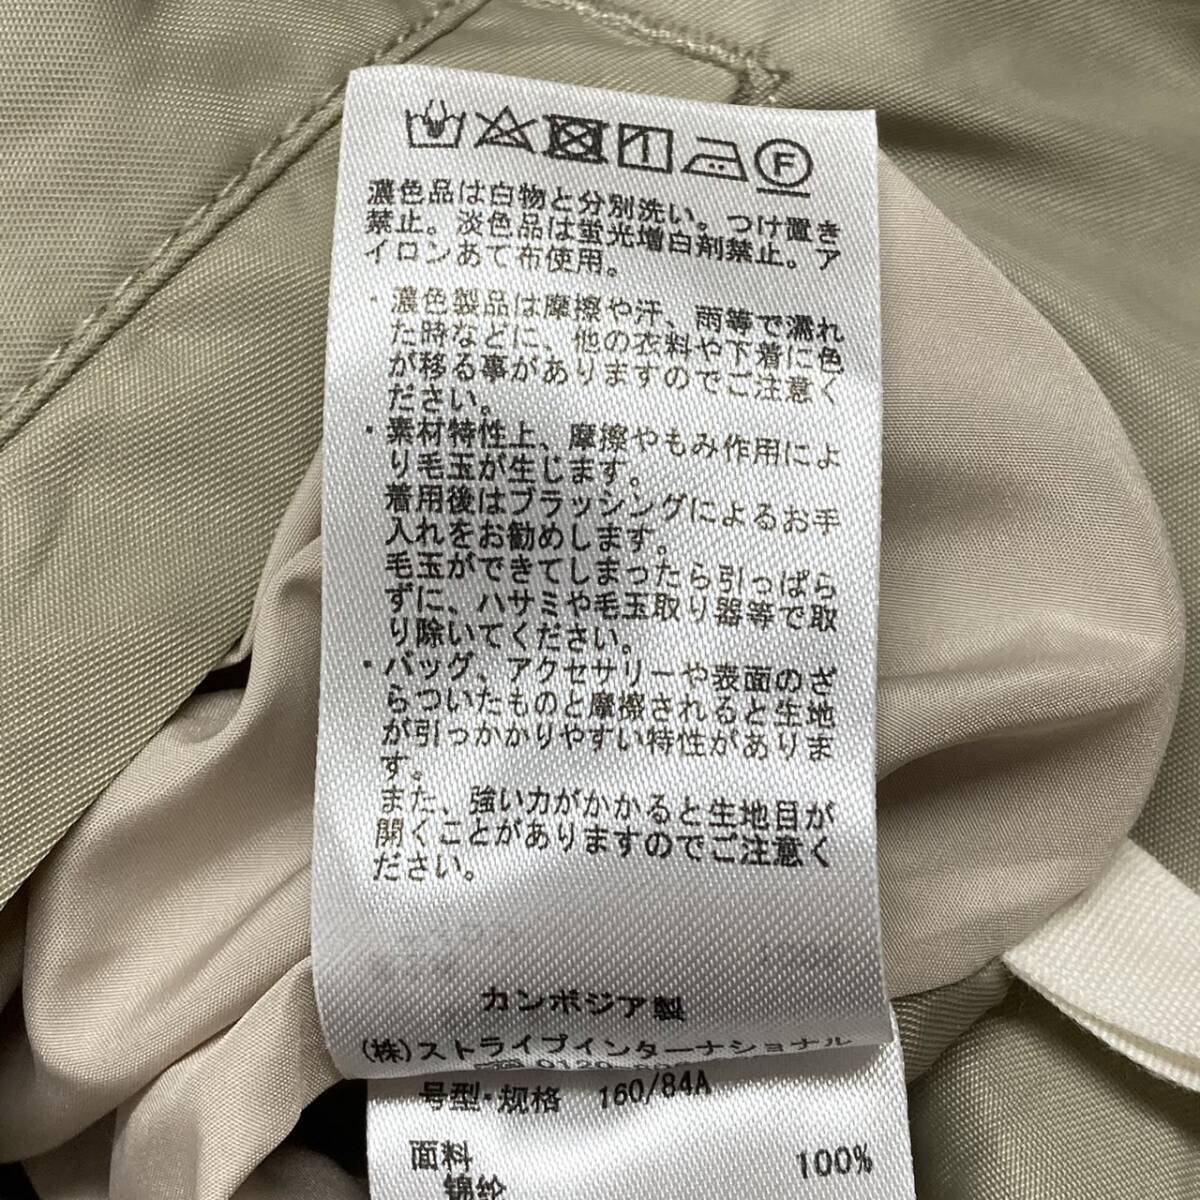 F
濃色品は白物と分別洗い。つけ置き
禁止。淡色品は蛍光増白剤禁止。ア
イロンあて布使用。
・濃色製品は摩擦や汗、雨等で濡れ
た時などに、他の衣料や下着に色
が移る事がありますのでご注意く
ださい。
・素材特性上、摩擦やもみ作用によ
り毛玉が生じます。
着用後はブラッシングによるお手
入れをお勧めします。
毛玉ができてしまったら引っぱら
ずに、ハサミや毛玉取り器等で取
り除いてください。
・バッグ、アクセサリーや表面のざ
らついたものと摩擦されると生地
が引っかかりやすい特性がありま
す。
また、強い力がかかると生地目が
開くことがありますのでご注意く
ださい。
カンボジア製
(株)ストライプインターナショナル
0120
号型・规格 160/84A
面料
锦纶 100%